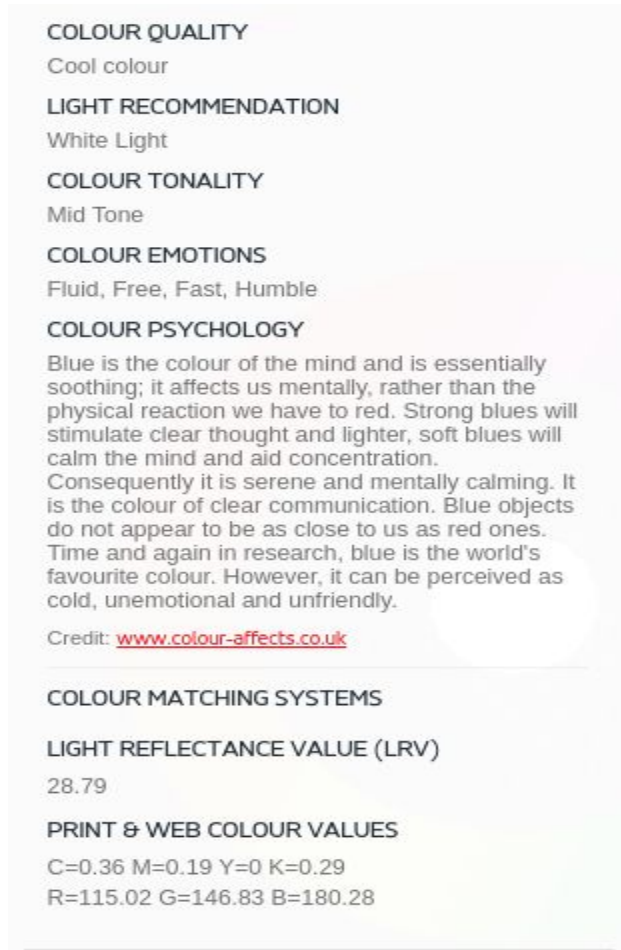 COLOUR QUALITY
Cool colour
LIGHT RECOMMENDATION
White Light
COLOUR TONALITY
Mid Tone
COLOUR EMOTIONS
Fluid, Free, Fast, Humble
COLOUR PSYCHOLOGY
Blue is the colour of the mind and is essentially
soothing; it affects us mentally, rather than the
physical reaction we have to red. Strong blues will
stimulate clear thought and lighter, soft blues will
calm the mind and aid concentration.
Consequently it is serene and mentally calming. It
is the colour of clear communication. Blue objects
do not appear to be as close to us as red ones.
Time and again in research, blue is the world's
favourite colour. However, it can be perceived as
cold, unemotional and unfriendly.
Credit: www.colour-affects.co.uk
COLOUR MATCHING SYSTEMS
LIGHT REFLECTANCE VALUE (LRV)
28.79
PRINT & WEB COLOUR VALUES
C=0.36 M=0.19 Y=0 K=0.29
R=115.02 G=146.83 B=180.28